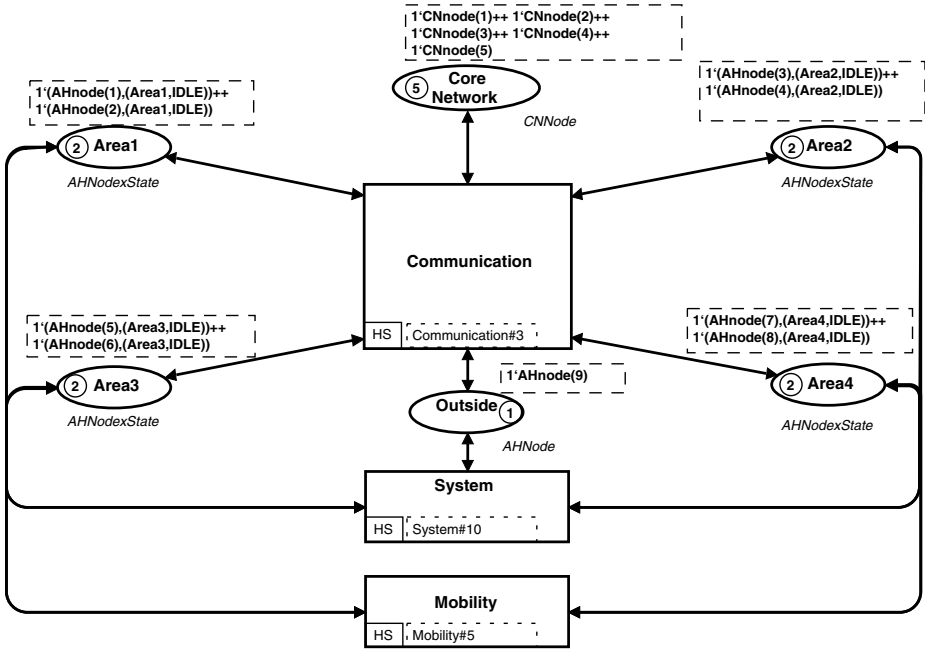 1‘CNnode(1)++ 1‘CNnode(2)++
1‘CNnode(3)++ 1‘CNnode(4)++
1‘CNnode(5)
5 Core
Network
CNNode
1‘(AHnode(1),(Area1,IDLE))++
1‘(AHnode(2),(Area1,IDLE))
2 Area1
AHNodexState
1‘(AHnode(3),(Area2,IDLE))++
1‘(AHnode(4),(Area2,IDLE))
2 Area2
AHNodexState
Communication
HS Communication#3
1‘(AHnode(5),(Area3,IDLE))++
1‘(AHnode(6),(Area3,IDLE))
2 Area3
AHNodexState
1‘(AHnode(7),(Area4,IDLE))++
1‘(AHnode(8),(Area4,IDLE))
2 Area4
AHNodexState
1‘AHnode(9)
Outside 1
AHNode
System
HS System#10
Mobility
HS Mobility#5